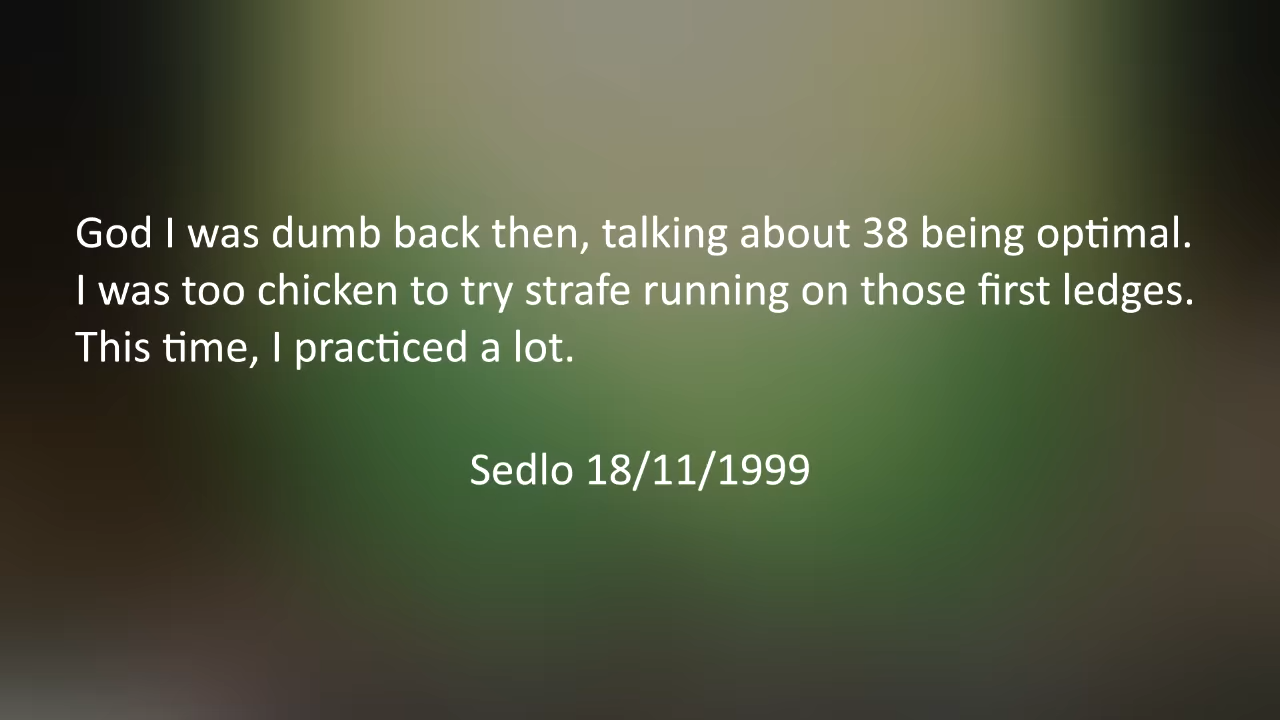 God I was dumb back then, talking about 38 being optimal.
I was too chicken to try strafe running on those first ledges.
This time, I practiced a lot.
Sedlo 18/11/1999